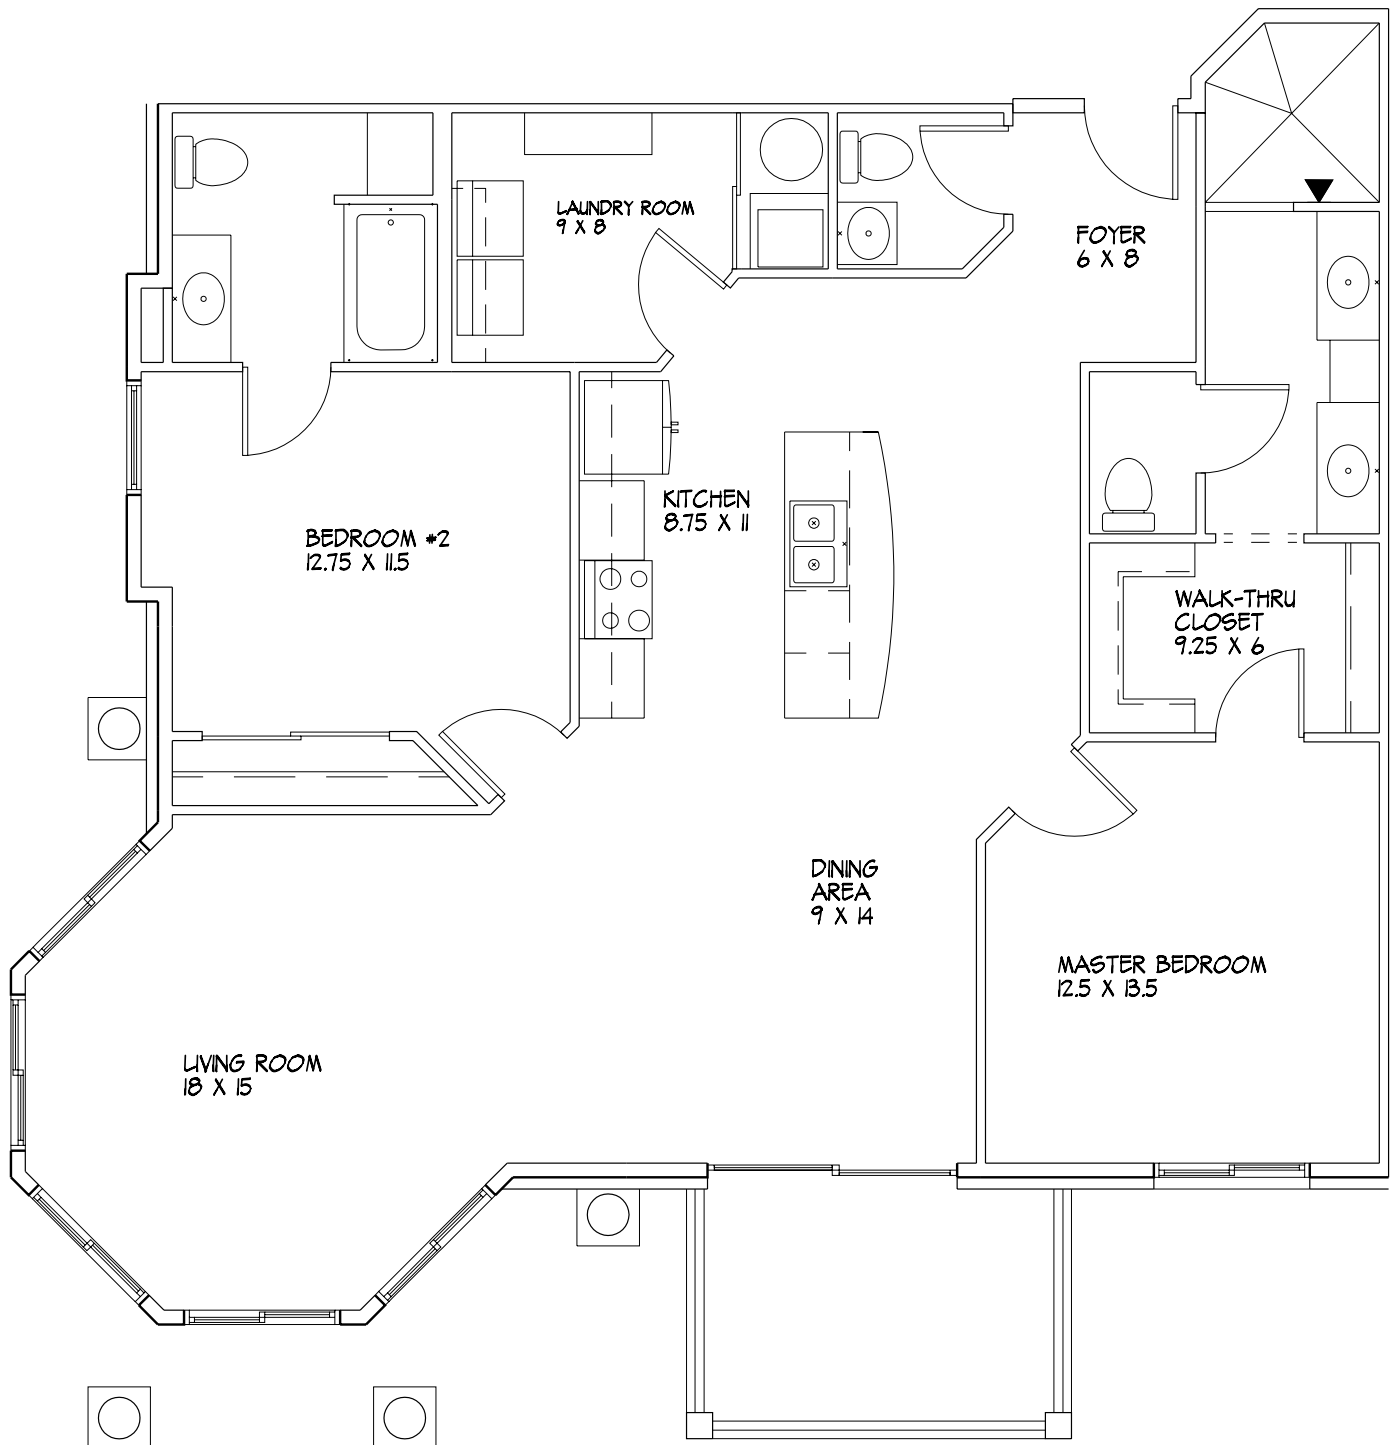 LAUNDRY ROOM
9 X 8
FOYER
6 X 8
KITCHEN
8.75 X 11
BEDROOM #2
12.75 X 11.5
WALK-THRU
CLOSET
9.25 X 6
DINING
AREA
9 X 14
MASTER BEDROOM
12.5 X 13.5
LIVING ROOM
18 X 15